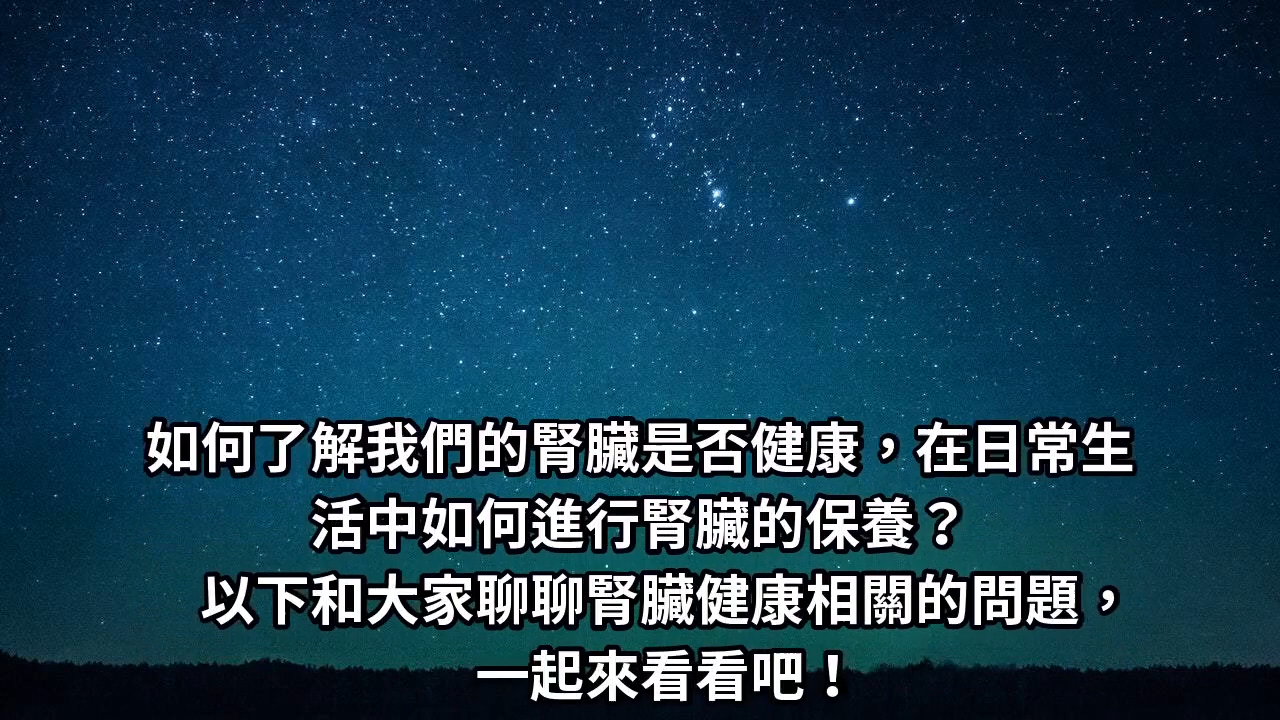 如何了解我們的腎臟是否健康，在日常生
活中如何進行腎臟的保養？
以下和大家聊聊腎臟健康相關的問題，
一起來看看吧！